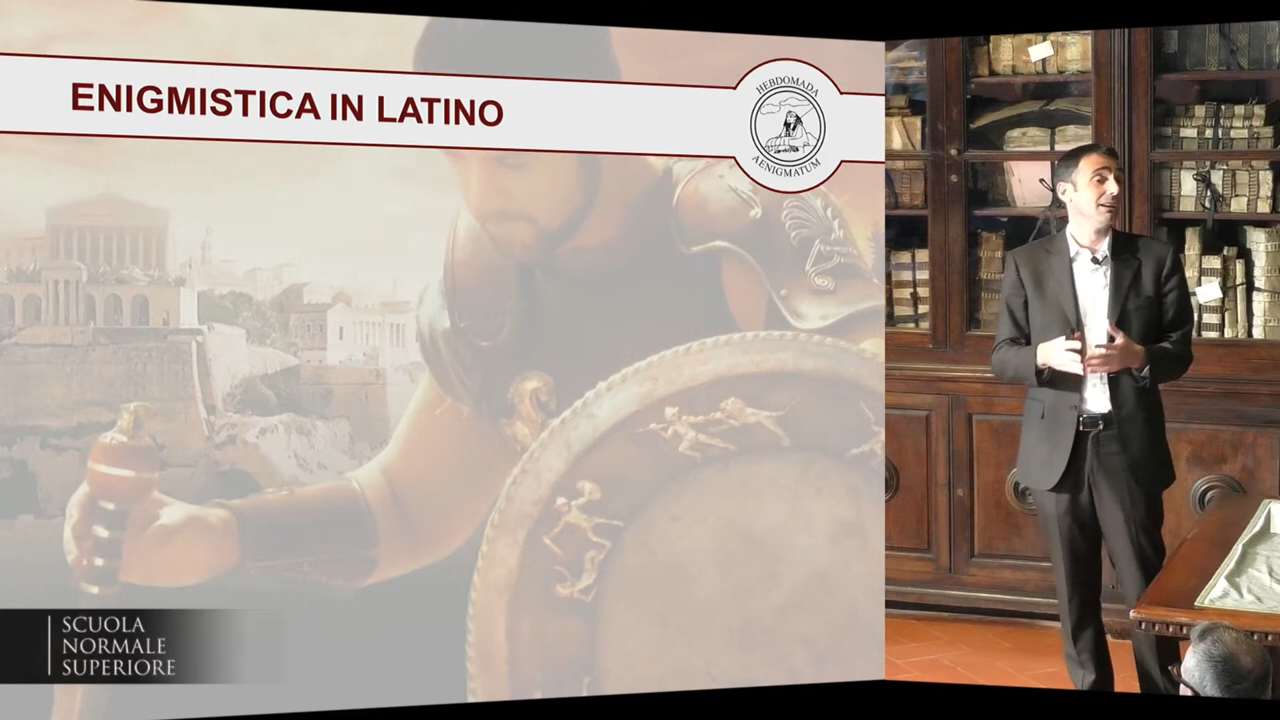 ENIGMISTICA IN LATINO
HEBDOMADA
AENIGMATUM
SCUOLA
NORMALE
SUPERIORE